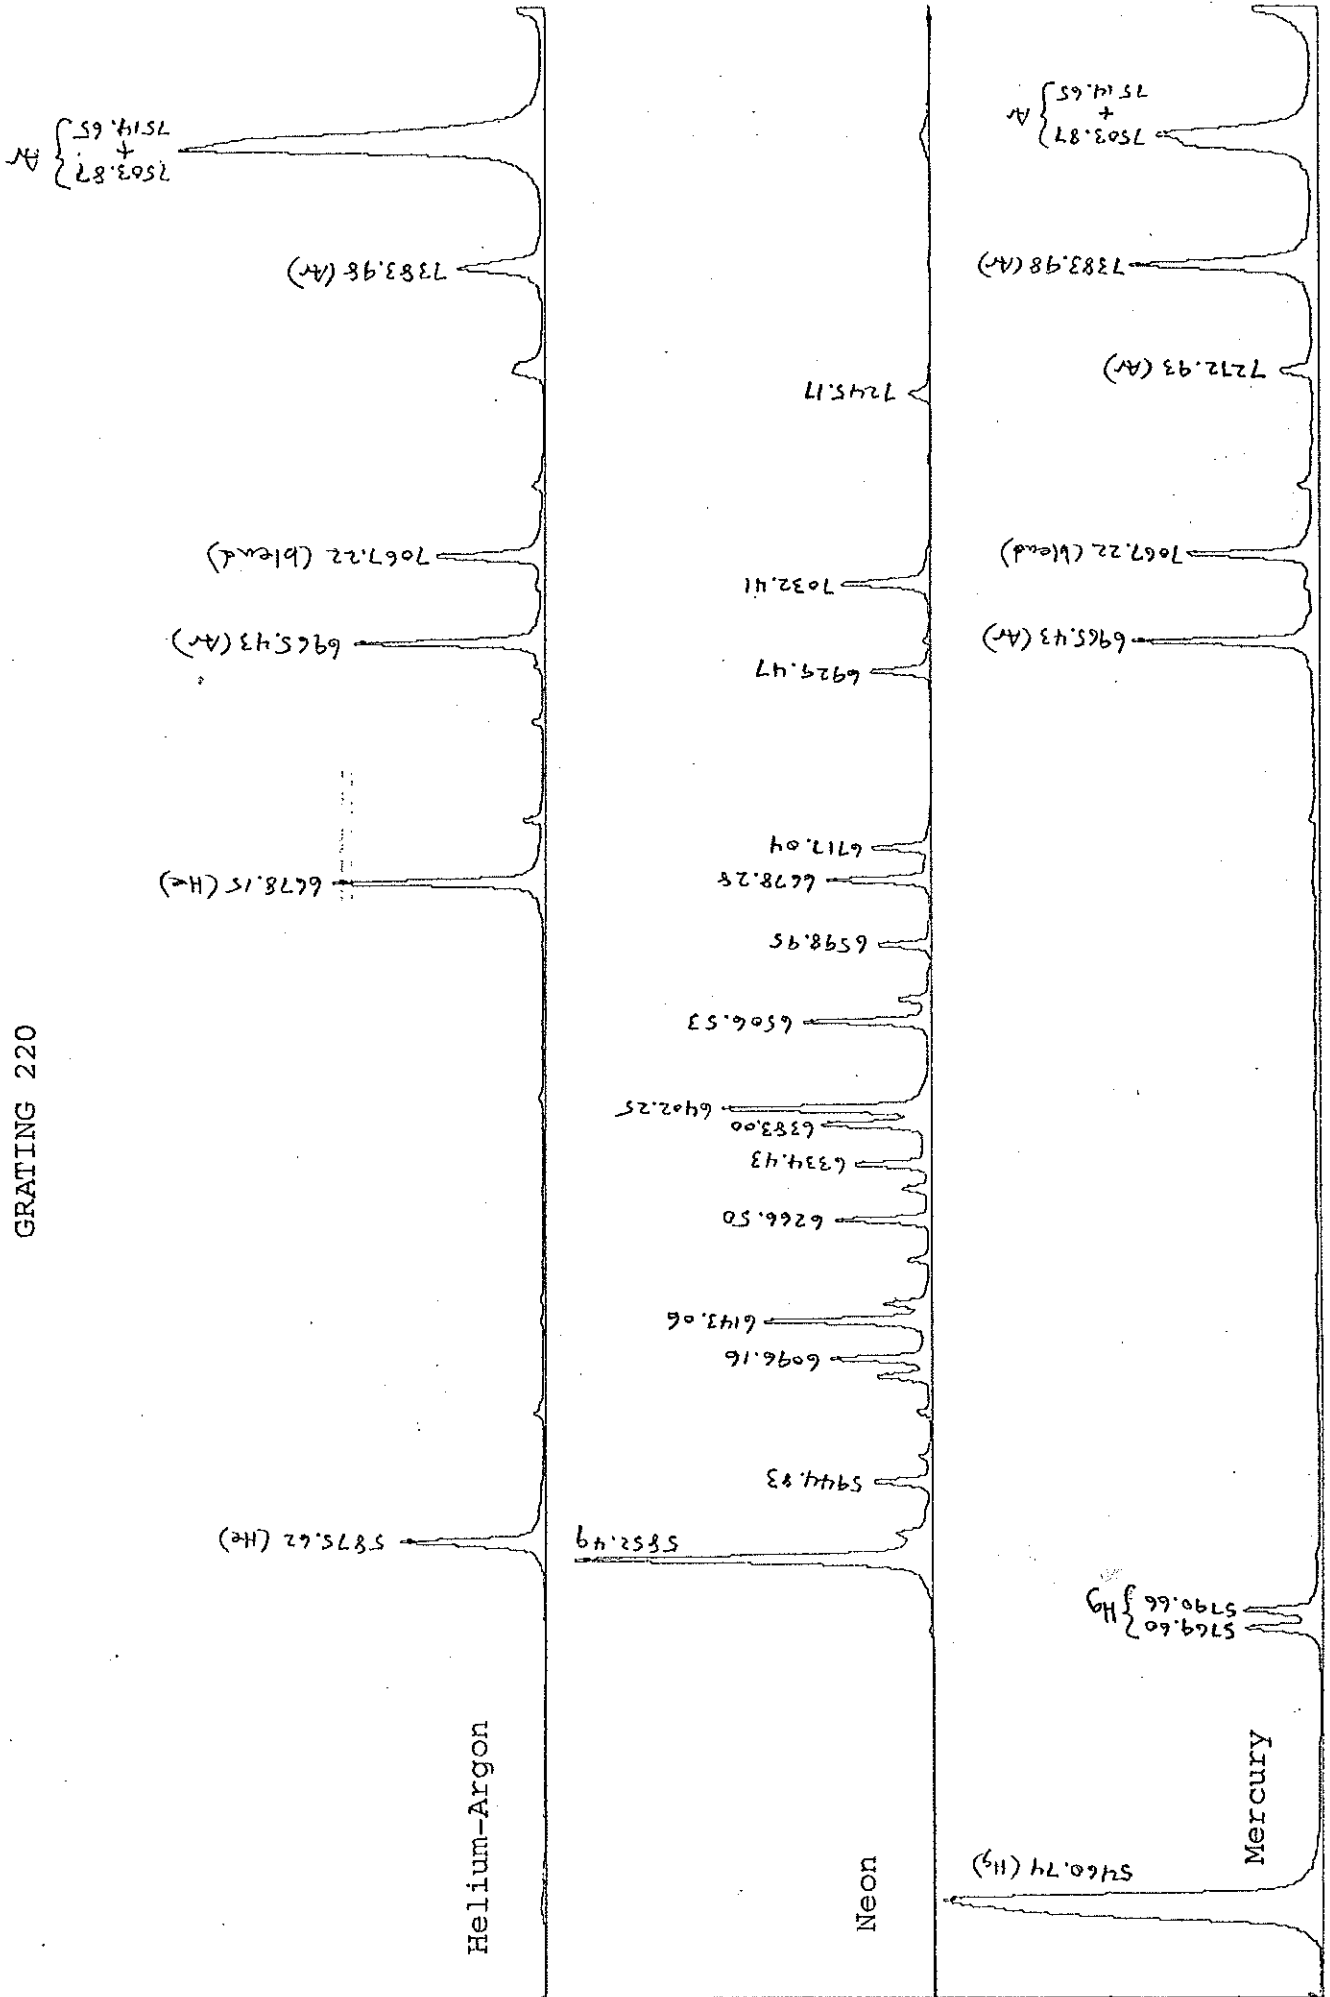 GRATING 220
Helium-Argon
5875.62 (He)
6678.15 (He)
6965.43 (Ar)
7067.22 (blend)
7383.98 (Ar)
7503.87
+
7514.65
} Ar
Neon
5852.49
5944.83
6096.16
6143.06
6266.50
6334.43
6383.00
6402.25
6506.53
6598.95
6678.28
6717.04
6929.47
7032.41
7245.17
Mercury
5460.74 (Hg)
5769.60
5790.66
} Hg
6965.43 (Ar)
7067.22 (blend)
7272.93 (Ar)
7383.98 (Ar)
7503.87
+
7514.65
} Ar